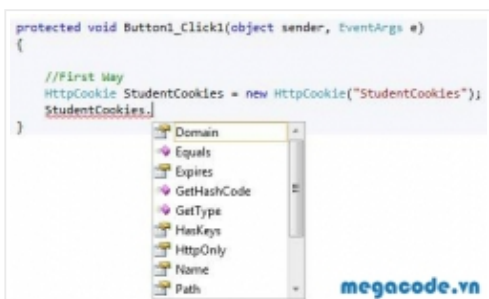 protected void Button1_Click1(object sender, EventArgs e)
{
//First Way
HttpCookie StudentCookies = new HttpCookie("StudentCookies");
StudentCookies.
}
Domain
Equals
Expires
GetHashCode
GetType
HasKeys
HttpOnly
Name
Path
megacode.vn